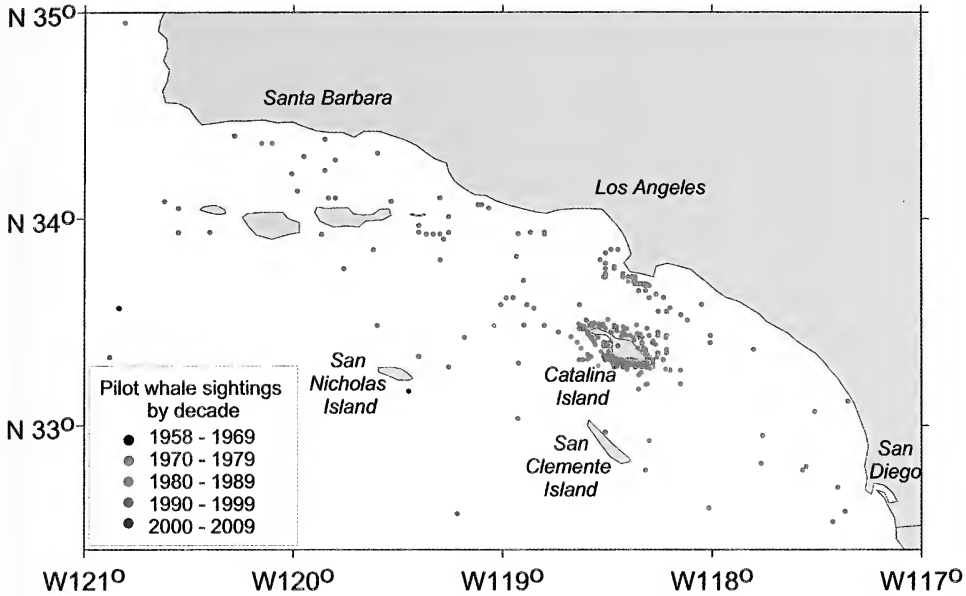 N 35º
Santa Barbara
Los Angeles
N 34º
San
Nicholas
Island
Catalina
Island
N 33º
San
Clemente
Island
San
Diego
Pilot whale sightings
by decade
1958 - 1969
1970 - 1979
1980 - 1989
1990 - 1999
2000 - 2009
W121º
W120º
W119º
W118º
W117º